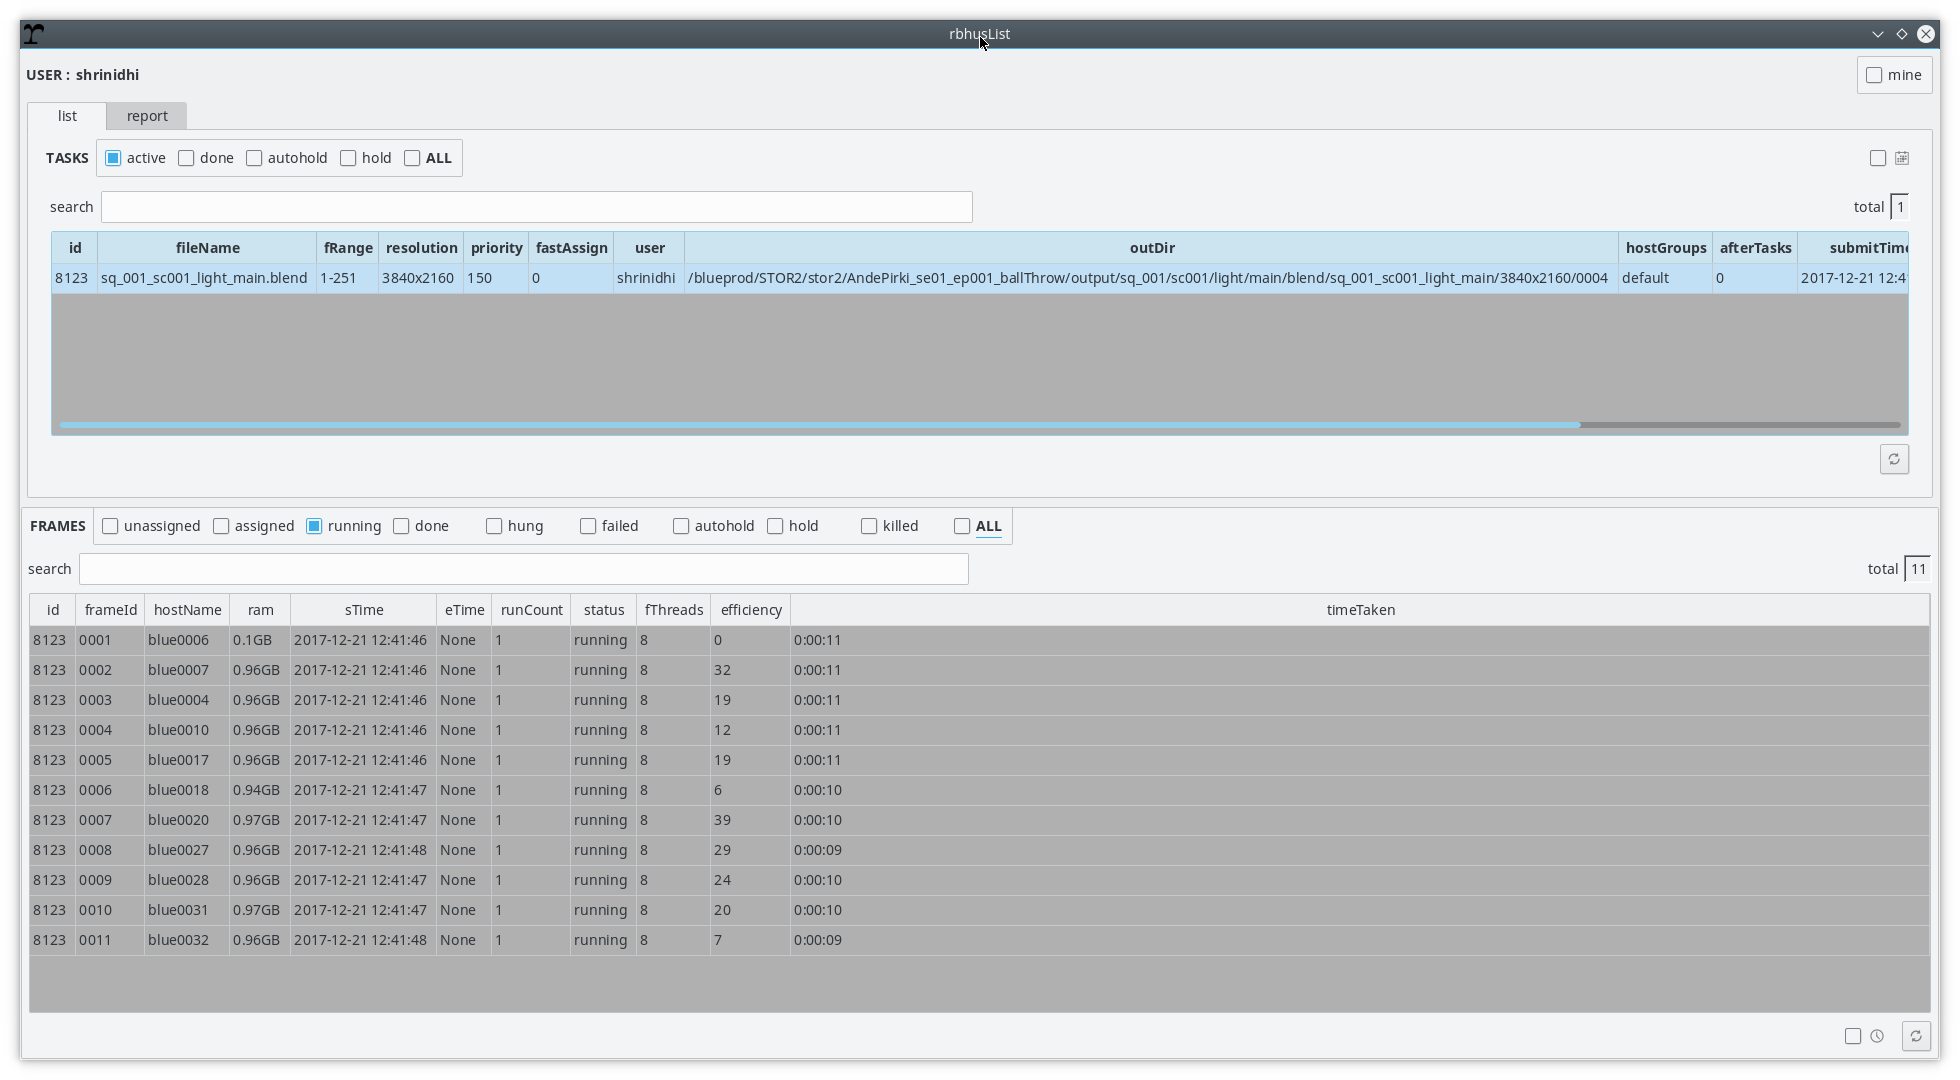 rbhusList
USER : shrinidhi
mine
list report
TASKS active done autohold hold ALL
search total 1
id fileName fRange resolution priority fastAssign user outDir hostGroups afterTasks submitTime
8123 sq_001_sc001_light_main.blend 1-251 3840x2160 150 0 shrinidhi /blueprod/STOR2/stor2/AndePirki_se01_ep001_ballThrow/output/sq_001/sc001/light/main/blend/sq_001_sc001_light_main/3840x2160/0004 default 0 2017-12-21 12:4
FRAMES unassigned assigned running done hung failed autohold hold killed ALL
search total 11
id frameId hostName ram sTime eTime runCount status fThreads efficiency timeTaken
8123 0001 blue0006 0.1GB 2017-12-21 12:41:46 None 1 running 8 0 0:00:11
8123 0002 blue0007 0.96GB 2017-12-21 12:41:46 None 1 running 8 32 0:00:11
8123 0003 blue0004 0.96GB 2017-12-21 12:41:46 None 1 running 8 19 0:00:11
8123 0004 blue0010 0.96GB 2017-12-21 12:41:46 None 1 running 8 12 0:00:11
8123 0005 blue0017 0.96GB 2017-12-21 12:41:46 None 1 running 8 19 0:00:11
8123 0006 blue0018 0.94GB 2017-12-21 12:41:47 None 1 running 8 6 0:00:10
8123 0007 blue0020 0.97GB 2017-12-21 12:41:47 None 1 running 8 39 0:00:10
8123 0008 blue0027 0.96GB 2017-12-21 12:41:48 None 1 running 8 29 0:00:09
8123 0009 blue0028 0.96GB 2017-12-21 12:41:47 None 1 running 8 24 0:00:10
8123 0010 blue0031 0.97GB 2017-12-21 12:41:47 None 1 running 8 20 0:00:10
8123 0011 blue0032 0.96GB 2017-12-21 12:41:48 None 1 running 8 7 0:00:09